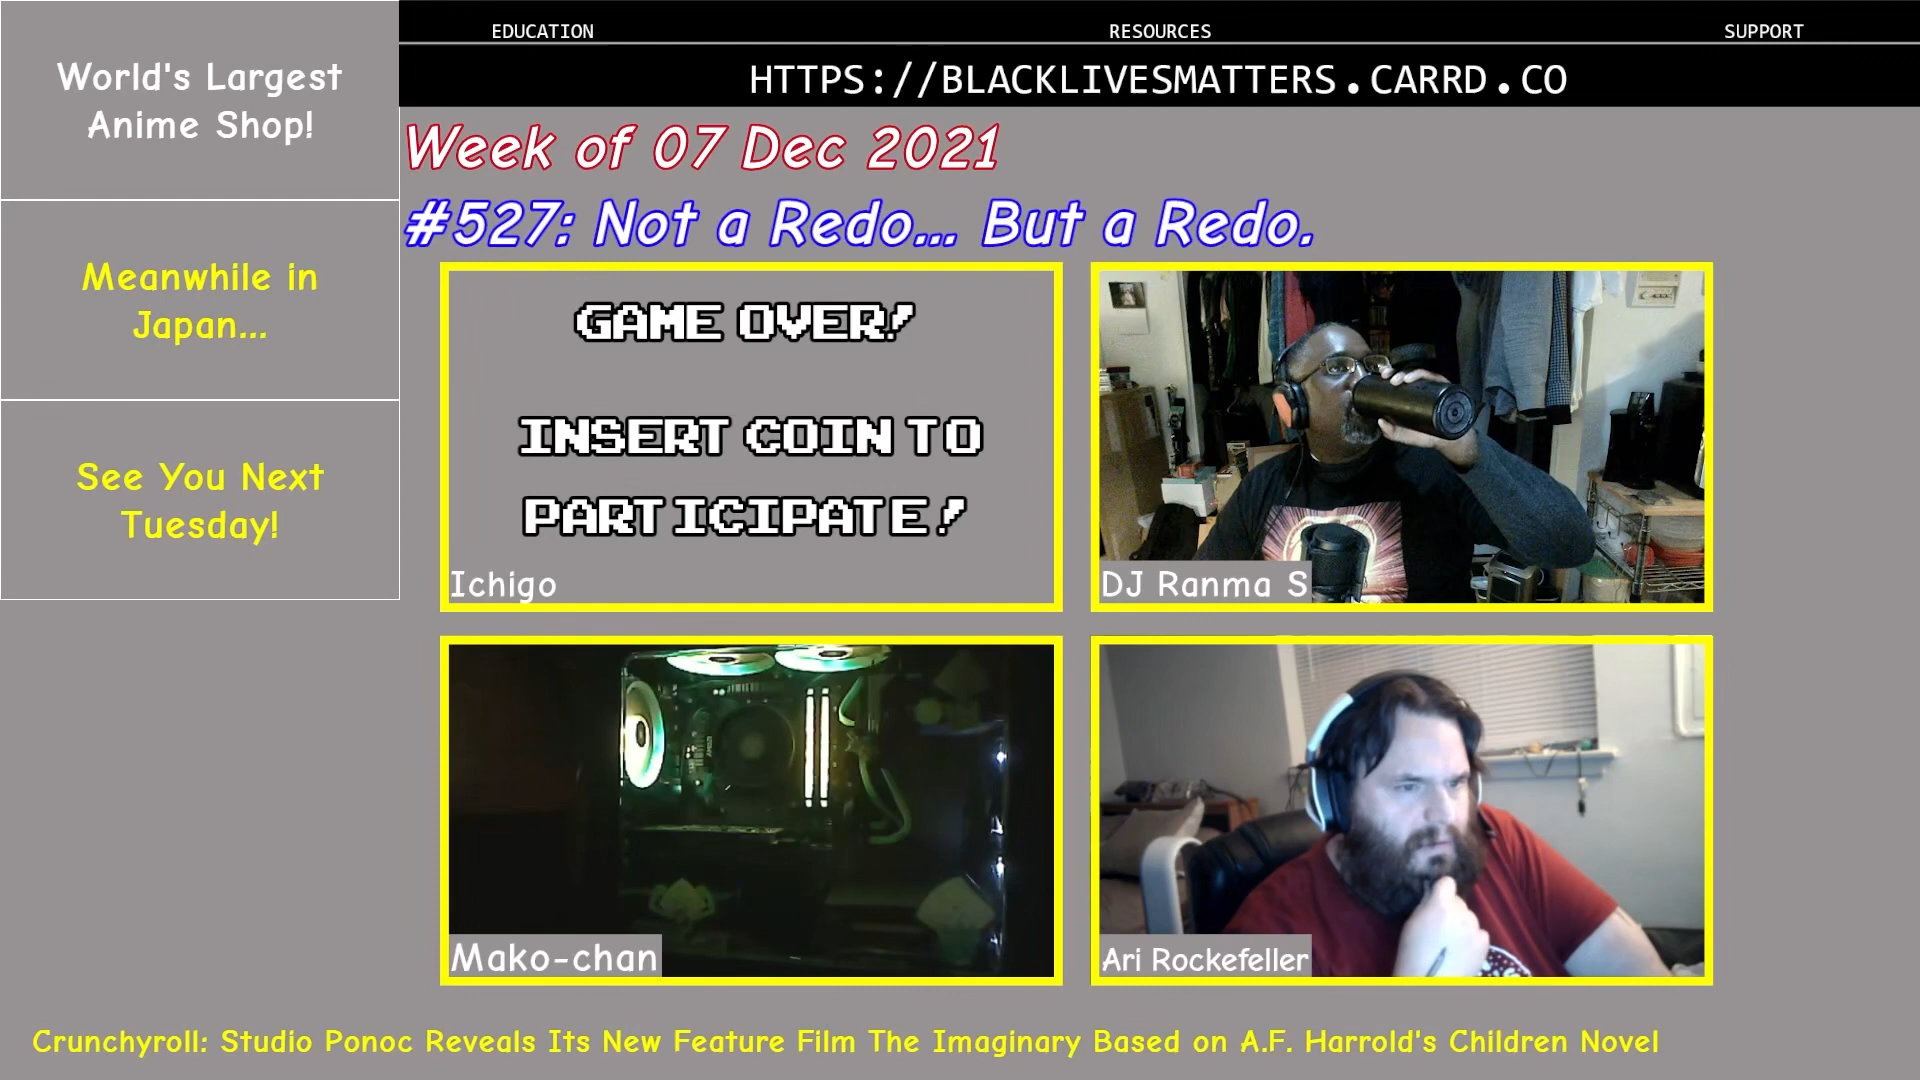 World's Largest
Anime Shop!
Meanwhile in
Japan...
See You Next
Tuesday!
EDUCATION
RESOURCES
SUPPORT
HTTPS://BLACKLIVESMATTERS.CARRD.CO
Week of 07 Dec 2021
#527: Not a Redo... But a Redo.
GAME OVER!
INSERT COIN TO
PARTICIPATE!
Ichigo
DJ Ranma S
Mako-chan
Ari Rockefeller
Crunchyroll: Studio Ponoc Reveals Its New Feature Film The Imaginary Based on A.F. Harrold's Children Novel